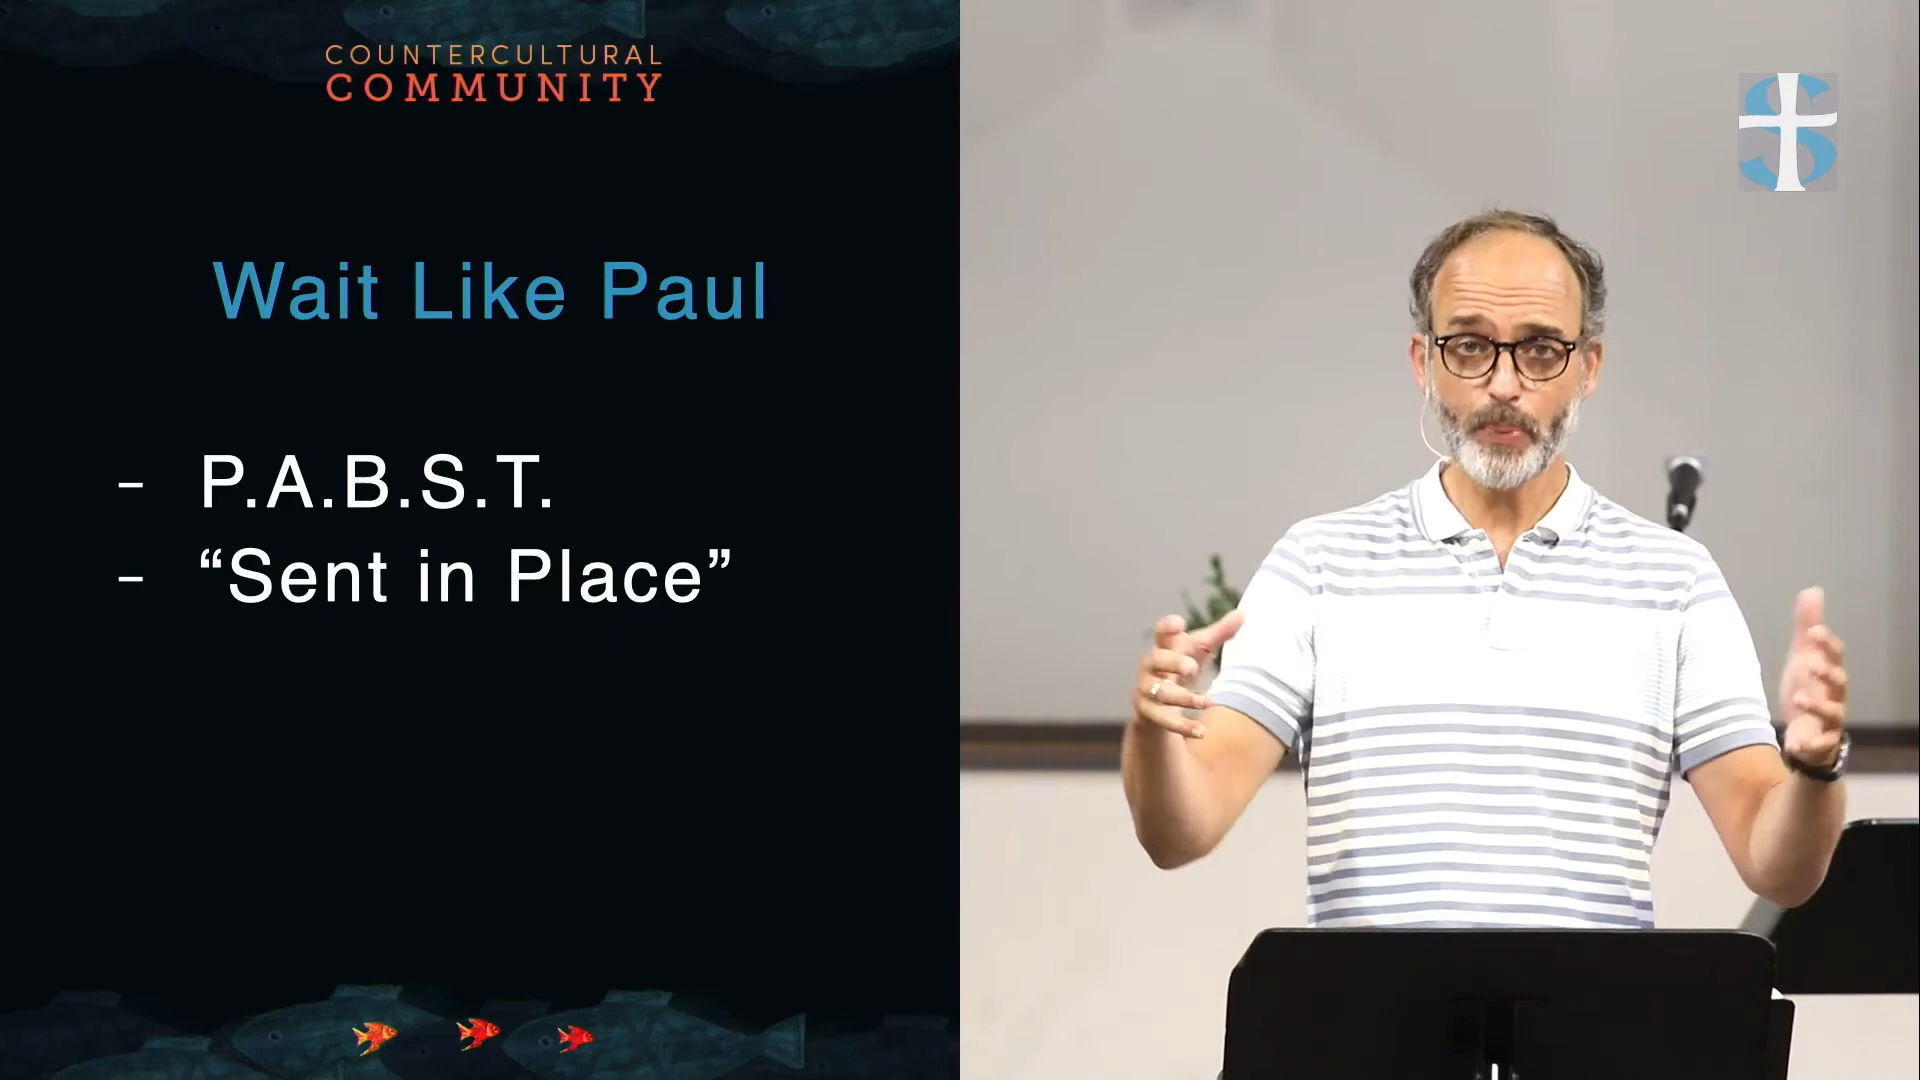 COUNTERCULTURAL
COMMUNITY
Wait Like Paul
- P.A.B.S.T.
- “Sent in Place”
S